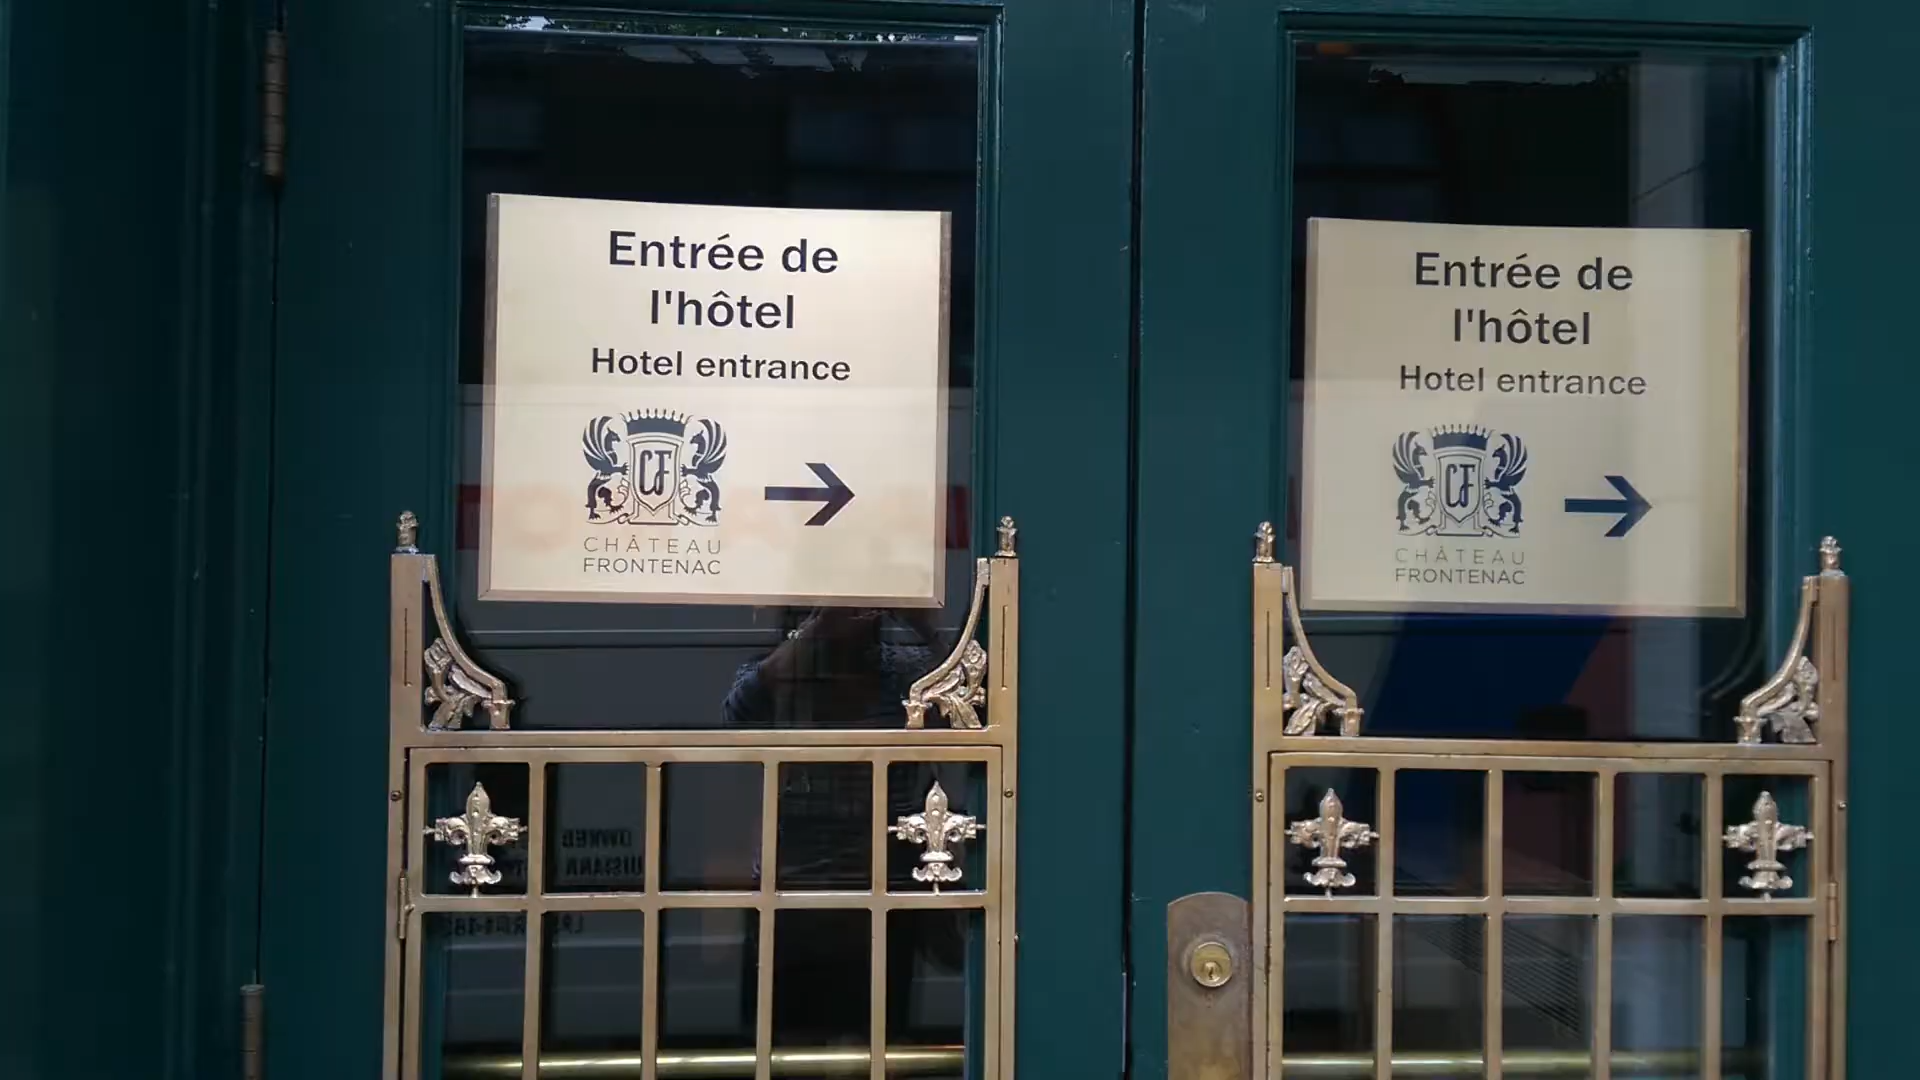 Entrée de
l'hôtel
Hotel entrance
CF
CHÂTEAU
FRONTENAC
Entrée de
l'hôtel
Hotel entrance
CF
CHÂTEAU
FRONTENAC